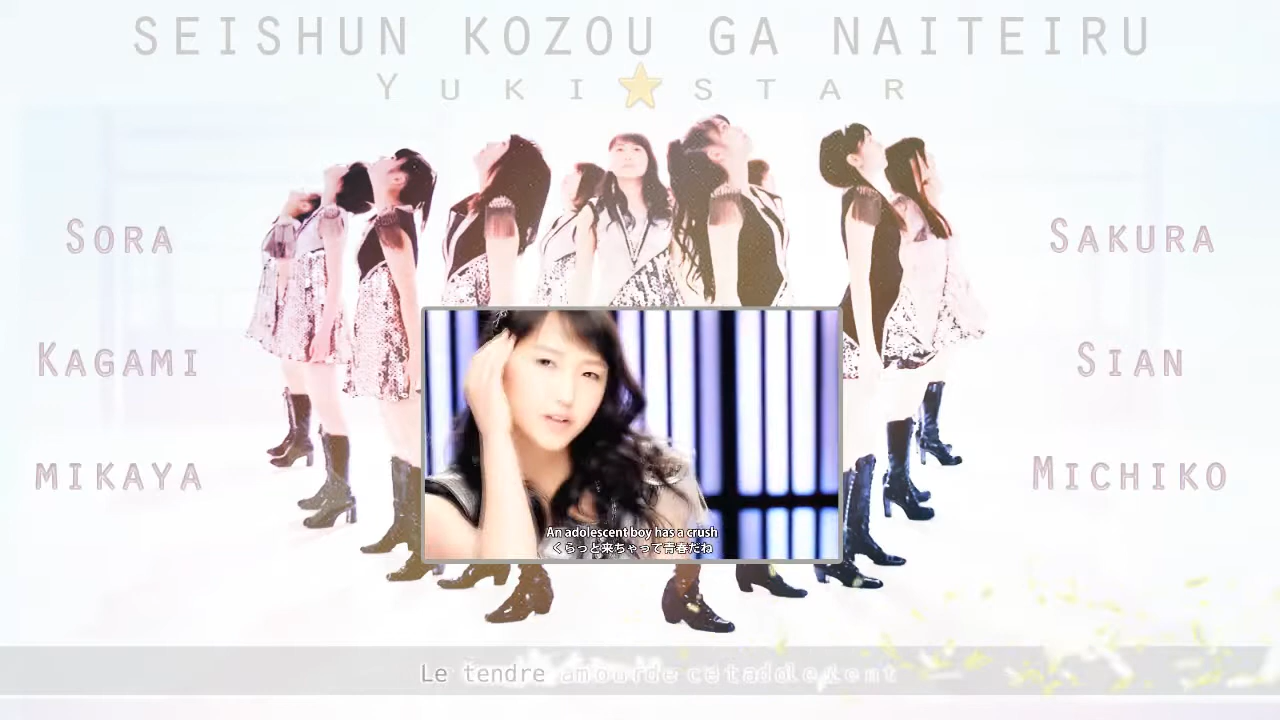 SEISHUN KOZOU GA NAITEIRU
YUKI★STAR
SORA
SAKURA
KAGAMI
SIAN
MIKAYA
MICHIKO
An adolescent boy has a crush
くらっと来ちゃって青春だね
Le tendre amour de cet adolescent